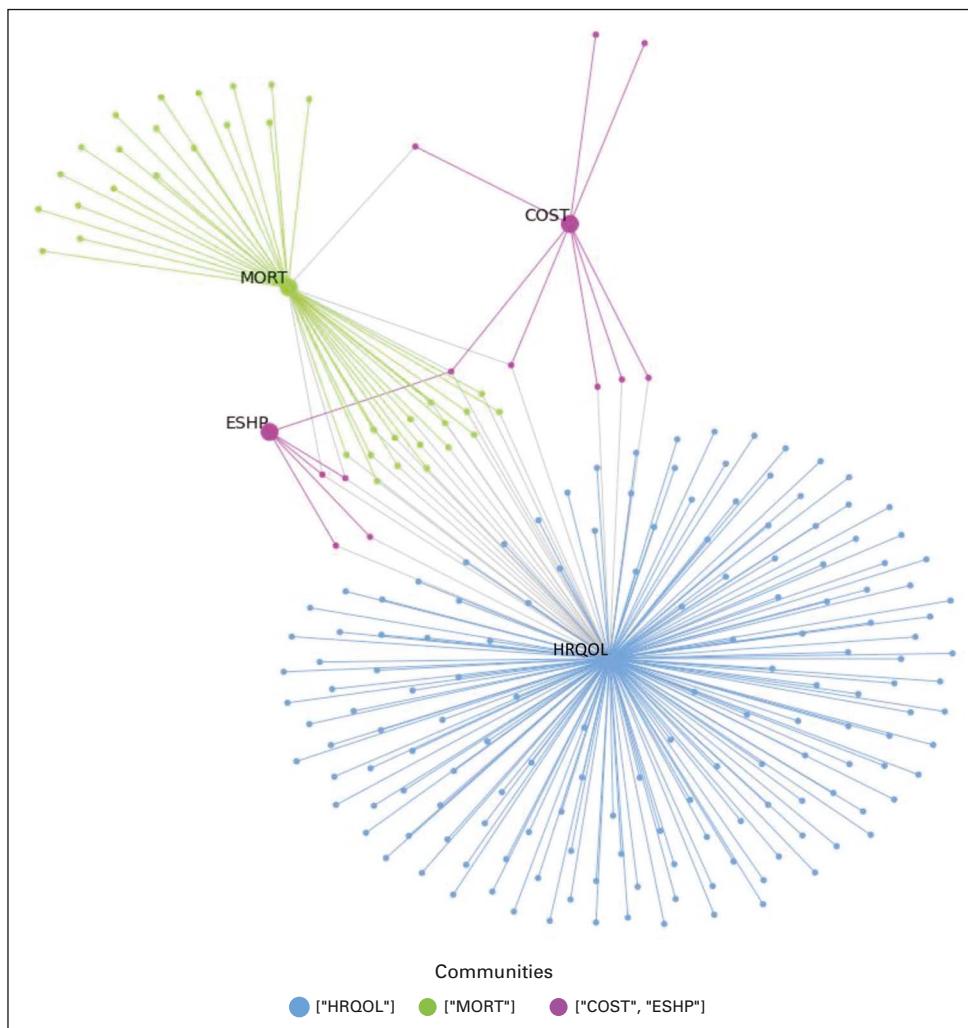 COST
MORT
ESHP
HRQOL
Communities
["HRQOL"] ["MORT"] ["COST", "ESHP"]